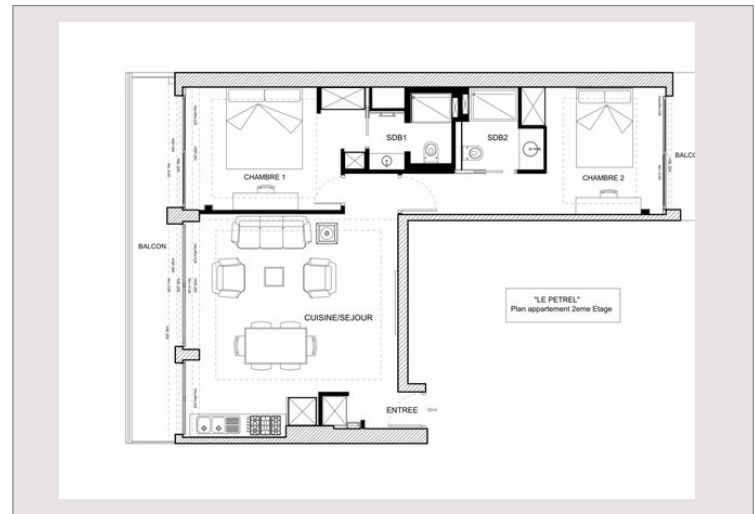 SDB1
SDB2
CHAMBRE 1
CHAMBRE 2
BALCO
BALCON
"LE PETREL"
Plan appartement 2eme Etage
CUISINE/SEJOUR
ENTREE